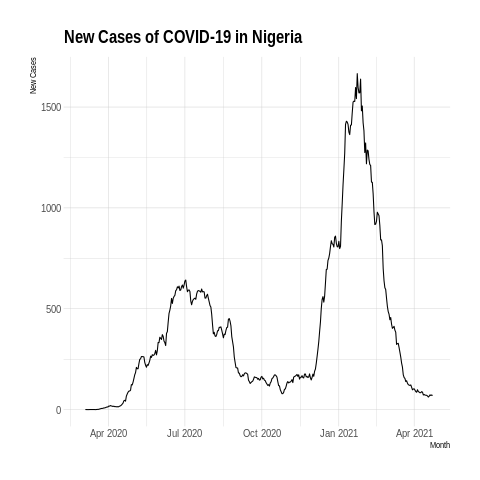 New Cases of COVID-19 in Nigeria
New Cases
1500
1000
500
0
Apr 2020 Jul 2020 Oct 2020 Jan 2021 Apr 2021
Month